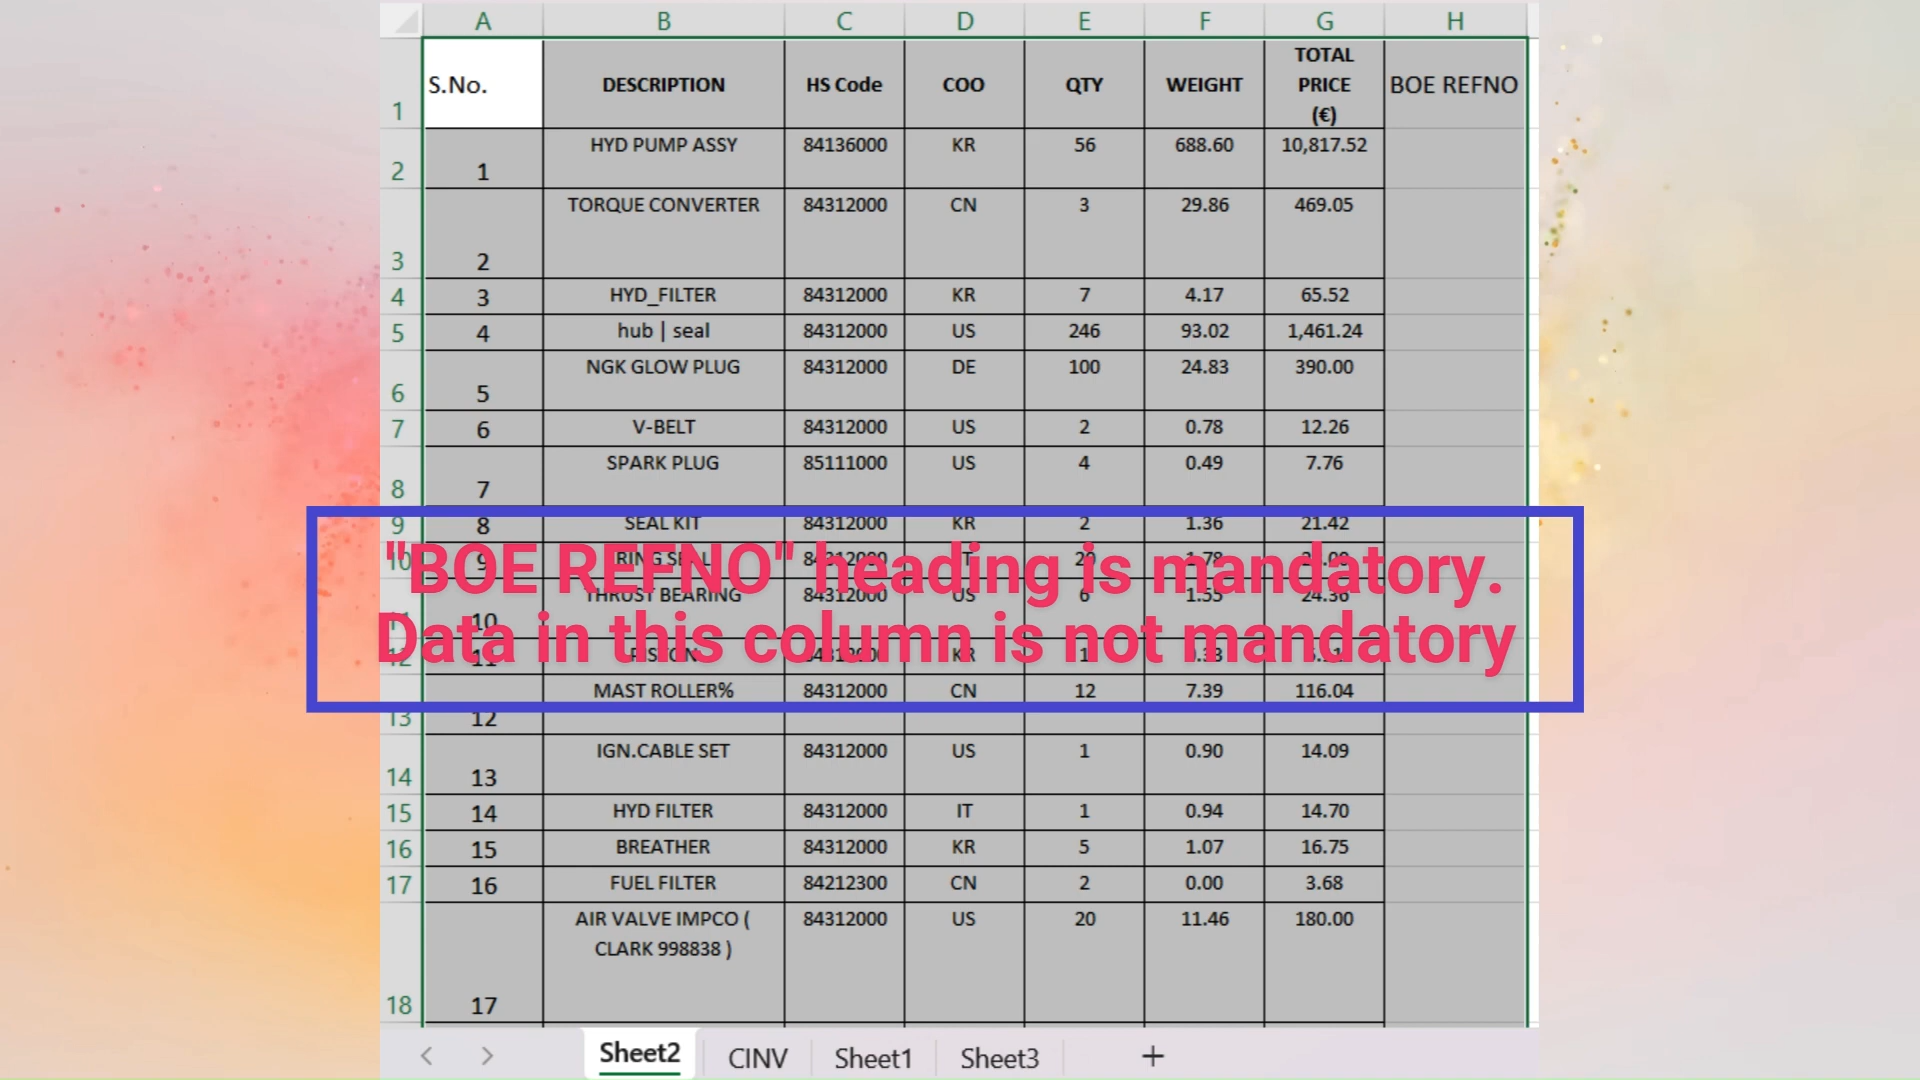 A B C D E F G H
1 S.No. DESCRIPTION HS Code COO QTY WEIGHT TOTAL PRICE (€) BOE REFNO
2 1 HYD PUMP ASSY 84136000 KR 56 688.60 10,817.52
3 2 TORQUE CONVERTER 84312000 CN 3 29.86 469.05
4 3 HYD_FILTER 84312000 KR 7 4.17 65.52
5 4 hub | seal 84312000 US 246 93.02 1,461.24
6 5 NGK GLOW PLUG 84312000 DE 100 24.83 390.00
7 6 V-BELT 84312000 US 2 0.78 12.26
8 7 SPARK PLUG 85111000 US 4 0.49 7.76
9 8 SEAL KIT 84312000 KR 2 1.36 21.42
"BOE REFNO" heading is mandatory.
Data in this column is not mandatory
10 9 RING SEAL
10 THRUST BEARING 84312000 US 6 1.55 24.36
12 11 PISTON KR
13 12 MAST ROLLER% 84312000 CN 12 7.39 116.04
14 13 IGN.CABLE SET 84312000 US 1 0.90 14.09
15 14 HYD FILTER 84312000 IT 1 0.94 14.70
16 15 BREATHER 84312000 KR 5 1.07 16.75
17 16 FUEL FILTER 84212300 CN 2 0.00 3.68
18 17 AIR VALVE IMPCO ( CLARK 998838 ) 84312000 US 20 11.46 180.00
Sheet2 CINV Sheet1 Sheet3 +